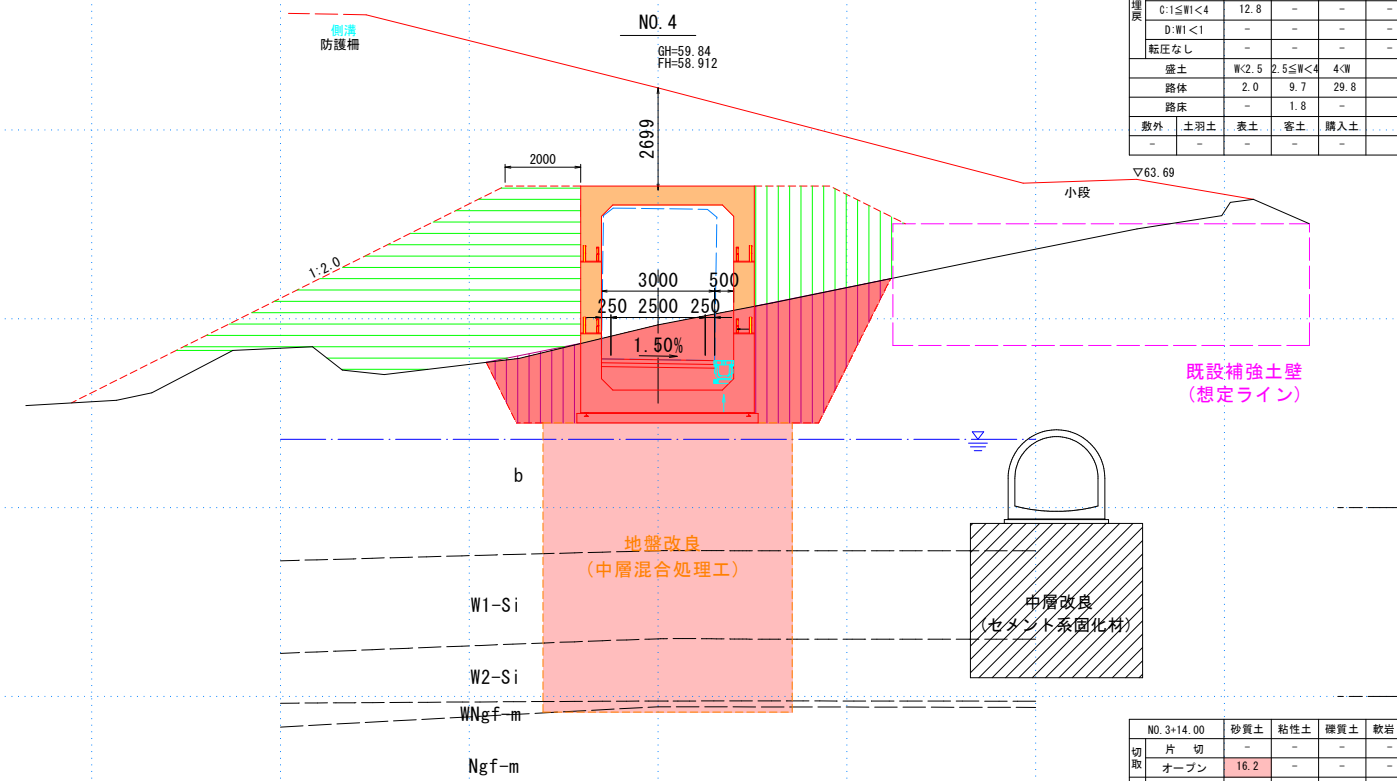 側溝
防護柵
NO.4
GH=59.84
FH=58.912
2699
2000
1:2.0
3000 500
250 2500 250
1.50%
▽63.69
小段
既設補強土壁
(想定ライン)
b
地盤改良
(中層混合処理工)
W1-Si
W2-Si
WNgf-m
Ngf-m
中層改良
(セメント系固化材)
埋戻
C:1≦W1<4 12.8 - - -
D:W1<1 - - - -
転圧なし - - - -
盛土 W<2.5 2.5≦W<4 4<W
路体 2.0 9.7 29.8
路床 - 1.8 -
敷外 土羽土 表土 客土 購入土
- - - - -
NO.3+14.00 砂質土 粘性土 礫質土 軟岩
切取
片 切 - - - -
オープン 16.2 - - -